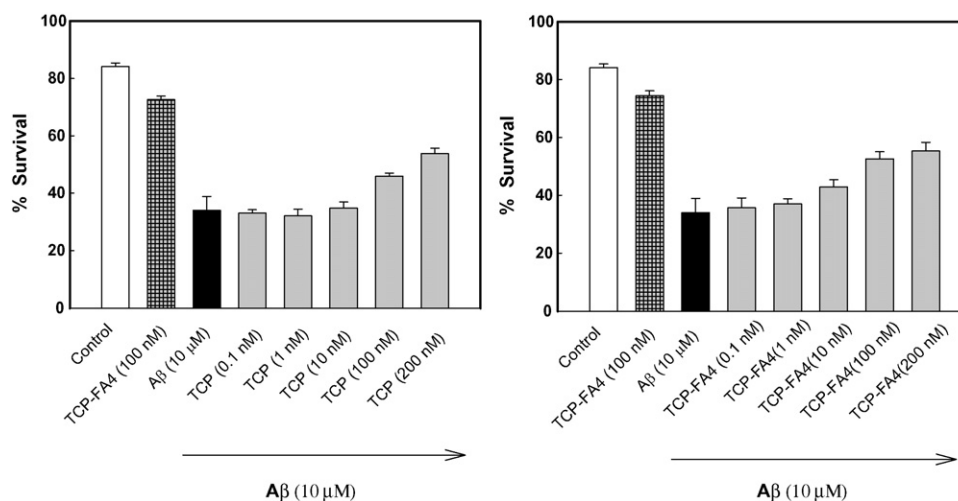 100
80
60
40
20
0
% Survival
Control
TCP-FA4 (100 nM)
Aβ (10 μM)
TCP (0.1 nM)
TCP (1 nM)
TCP (10 nM)
TCP (100 nM)
TCP (200 nM)
Aβ (10 μM)
100
80
60
40
20
0
% Survival
Control
TCP-FA4 (100 nM)
Aβ (10 μM)
TCP-FA4 (0.1 nM)
TCP-FA4(1 nM)
TCP-FA4(10 nM)
TCP-FA4(100 nM)
TCP-FA4(200 nM)
Aβ (10 μM)